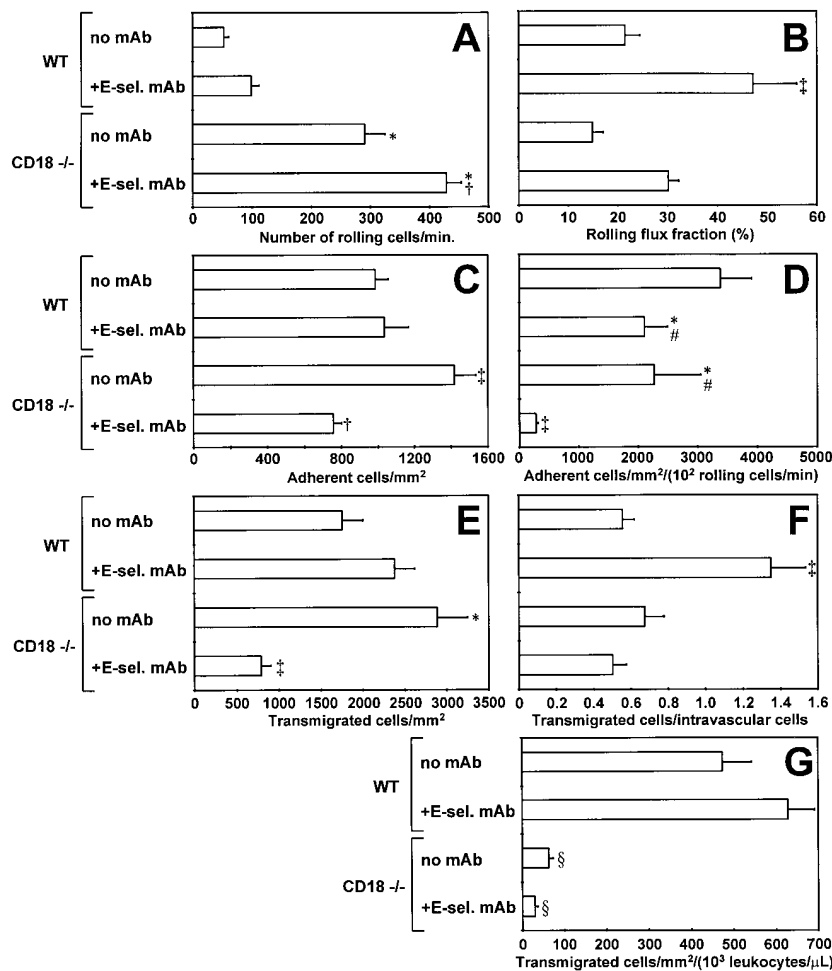 WT
no mAb
+E-sel. mAb
CD18 -/-
no mAb
*
+E-sel. mAb
*
†
A
0 100 200 300 400 500
Number of rolling cells/min.
B
‡
0 10 20 30 40 50 60
Rolling flux fraction (%)
WT
no mAb
+E-sel. mAb
CD18 -/-
no mAb
‡
+E-sel. mAb
†
C
0 400 800 1200 1600
Adherent cells/mm²
D
*
#
*
#
‡
0 1000 2000 3000 4000 5000
Adherent cells/mm²/(10² rolling cells/min)
WT
no mAb
+E-sel. mAb
CD18 -/-
no mAb
*
+E-sel. mAb
‡
E
0 500 1000 1500 2000 2500 3000 3500
Transmigrated cells/mm²
F
‡
0 0.2 0.4 0.6 0.8 1.0 1.2 1.4 1.6
Transmigrated cells/intravascular cells
WT
no mAb
+E-sel. mAb
CD18 -/-
no mAb
§
+E-sel. mAb
§
G
0 100 200 300 400 500 600 700
Transmigrated cells/mm²/(10³ leukocytes/µL)